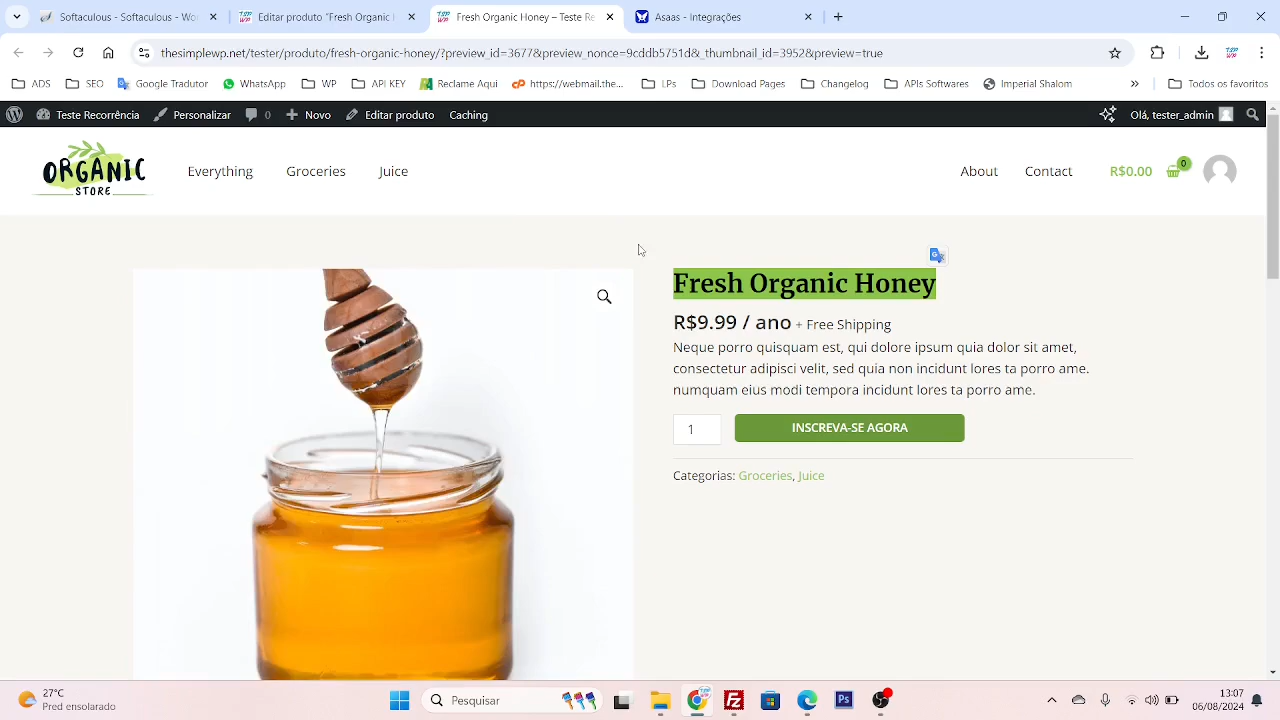 Softaculous - Softaculous - Wo
Editar produto "Fresh Organic
Fresh Organic Honey – Teste Re
Asaas - Integrações
thesimplewp.net/tester/produto/fresh-organic-honey/?preview_id=3677&preview_nonce=9cddb5751d&_thumbnail_id=3952&preview=true
ADS
SEO
Google Tradutor
WhatsApp
WP
API KEY
Reclame Aqui
https://webmail.the...
LPs
Download Pages
Changelog
APIs Softwares
Imperial Shalom
Todos os favoritos
Teste Recorrência
Personalizar
0
Novo
Editar produto
Caching
Olá, tester_admin
ORGANIC
STORE
Everything
Groceries
Juice
About
Contact
R$0.00
0
Fresh Organic Honey
R$9.99 / ano + Free Shipping
Neque porro quisquam est, qui dolore ipsum quia dolor sit amet,
consectetur adipisci velit, sed quia non incidunt lores ta porro ame.
numquam eius modi tempora incidunt lores ta porro ame.
1
INSCREVA-SE AGORA
Categorias: Groceries, Juice
27°C
Pred ensolarado
Pesquisar
13:07
06/08/2024